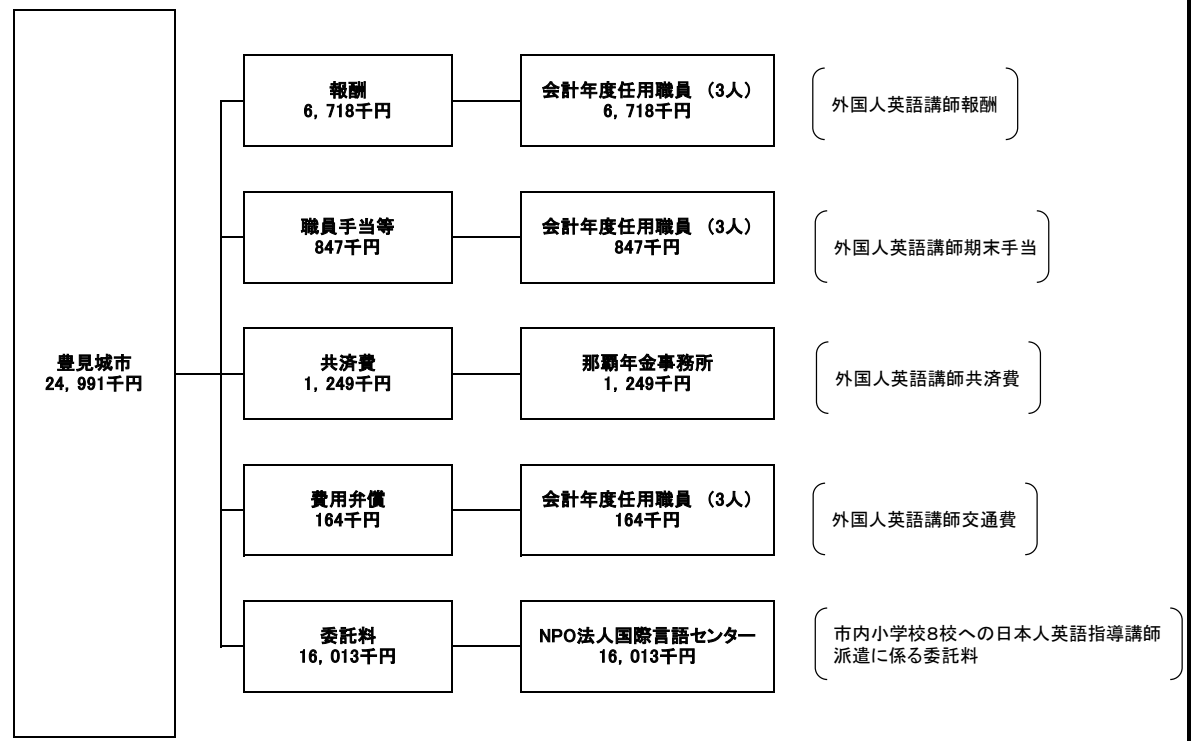 豊見城市
24, 991千円
報酬
6, 718千円
会計年度任用職員 （3人）
6, 718千円
外国人英語講師報酬
職員手当等
847千円
会計年度任用職員 （3人）
847千円
外国人英語講師期末手当
共済費
1, 249千円
那覇年金事務所
1, 249千円
外国人英語講師共済費
費用弁償
164千円
会計年度任用職員 （3人）
164千円
外国人英語講師交通費
委託料
16, 013千円
NPO法人国際言語センター
16, 013千円
市内小学校８校への日本人英語指導講師
派遣に係る委託料